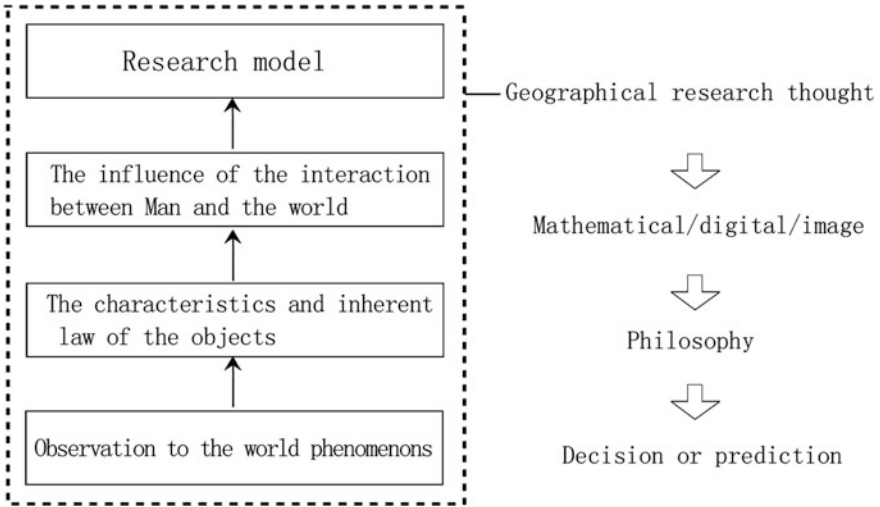 Research model
The influence of the interaction
between Man and the world
The characteristics and inherent
law of the objects
Observation to the world phenomenons
Geographical research thought
Mathematical/digital/image
Philosophy
Decision or prediction